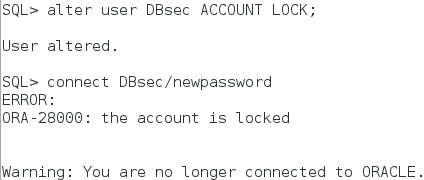 SQL> alter user DBsec ACCOUNT LOCK;
User altered.
SQL> connect DBsec/newpassword
ERROR:
ORA-28000: the account is locked
Warning: You are no longer connected to ORACLE.